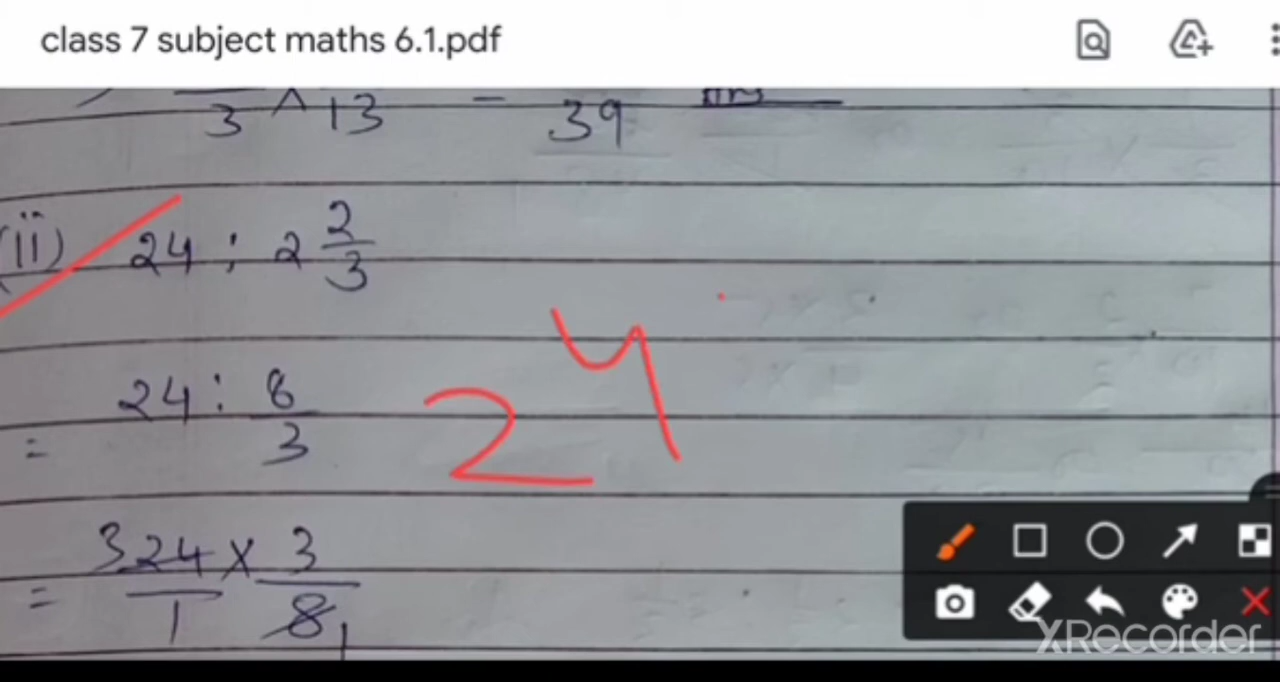 class 7 subject maths 6.1.pdf
3 × 13 = 39 Ans
(ii) 24 : 2 2/3
= 24 : 8/3
24
= 3 24/1 × 3/8 1
XRecorder